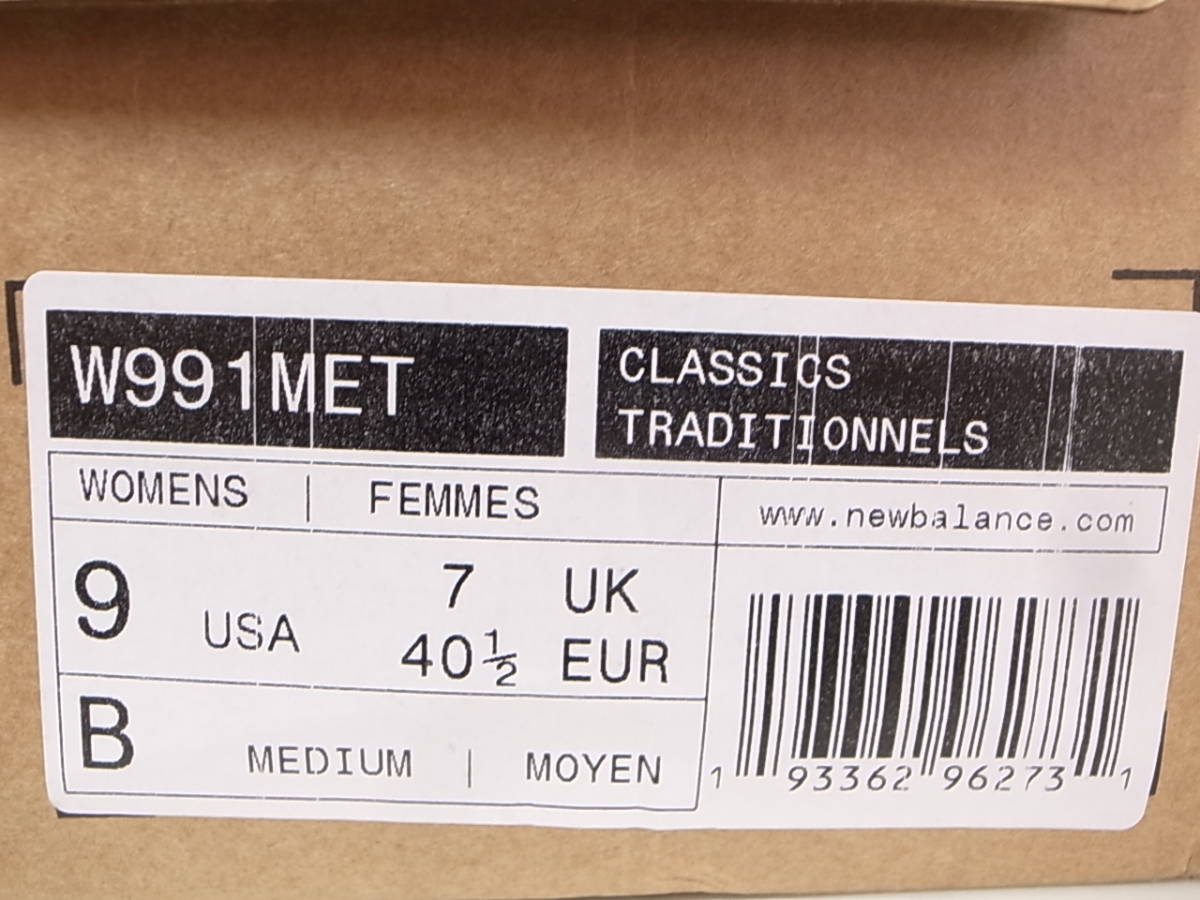 W991MET
CLASSICS
TRADITIONNELS
WOMENS | FEMMES
www.newbalance.com
9 USA
7 UK
40½ EUR
B MEDIUM | MOYEN
1 93362 96273 1